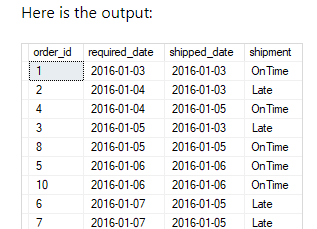 Here is the output:
order_id required_date shipped_date shipment
1 2016-01-03 2016-01-03 OnTime
2 2016-01-04 2016-01-03 Late
4 2016-01-04 2016-01-05 OnTime
3 2016-01-05 2016-01-03 Late
8 2016-01-05 2016-01-05 OnTime
5 2016-01-06 2016-01-06 OnTime
10 2016-01-06 2016-01-06 OnTime
6 2016-01-07 2016-01-05 Late
7 2016-01-07 2016-01-05 Late